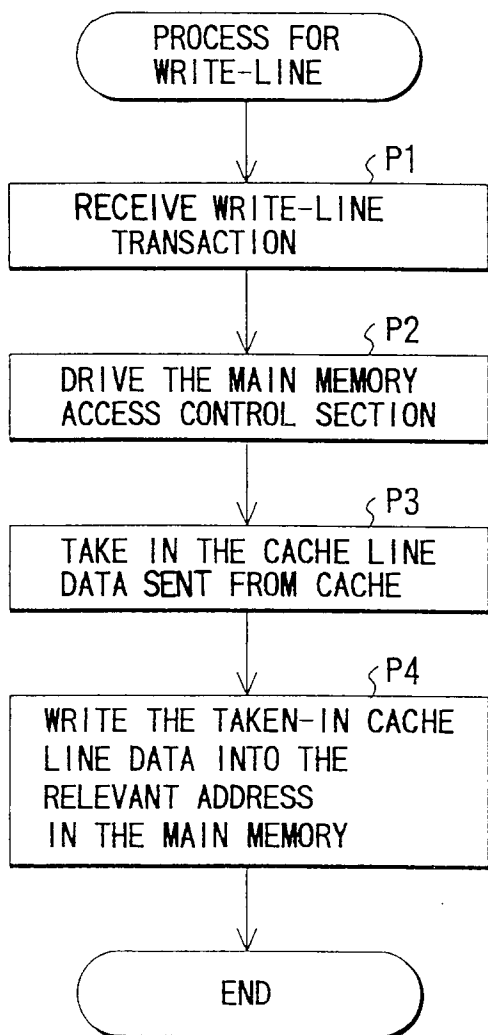 PROCESS FOR
WRITE-LINE
P1
RECEIVE WRITE-LINE
TRANSACTION
P2
DRIVE THE MAIN MEMORY
ACCESS CONTROL SECTION
P3
TAKE IN THE CACHE LINE
DATA SENT FROM CACHE
P4
WRITE THE TAKEN-IN CACHE
LINE DATA INTO THE
RELEVANT ADDRESS
IN THE MAIN MEMORY
END